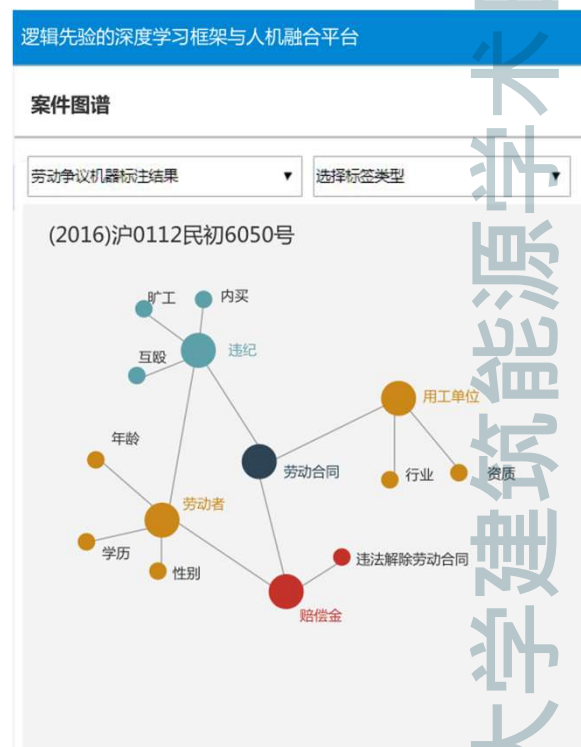 逻辑先验的深度学习框架与人机融合平台
案件图谱
劳动争议机器标注结果
选择标签类型
(2016)沪0112民初6050号
旷工
内买
互殴
违纪
用工单位
年龄
劳动合同
行业
资质
劳动者
学历
性别
违法解除劳动合同
赔偿金
大学建筑能源学术